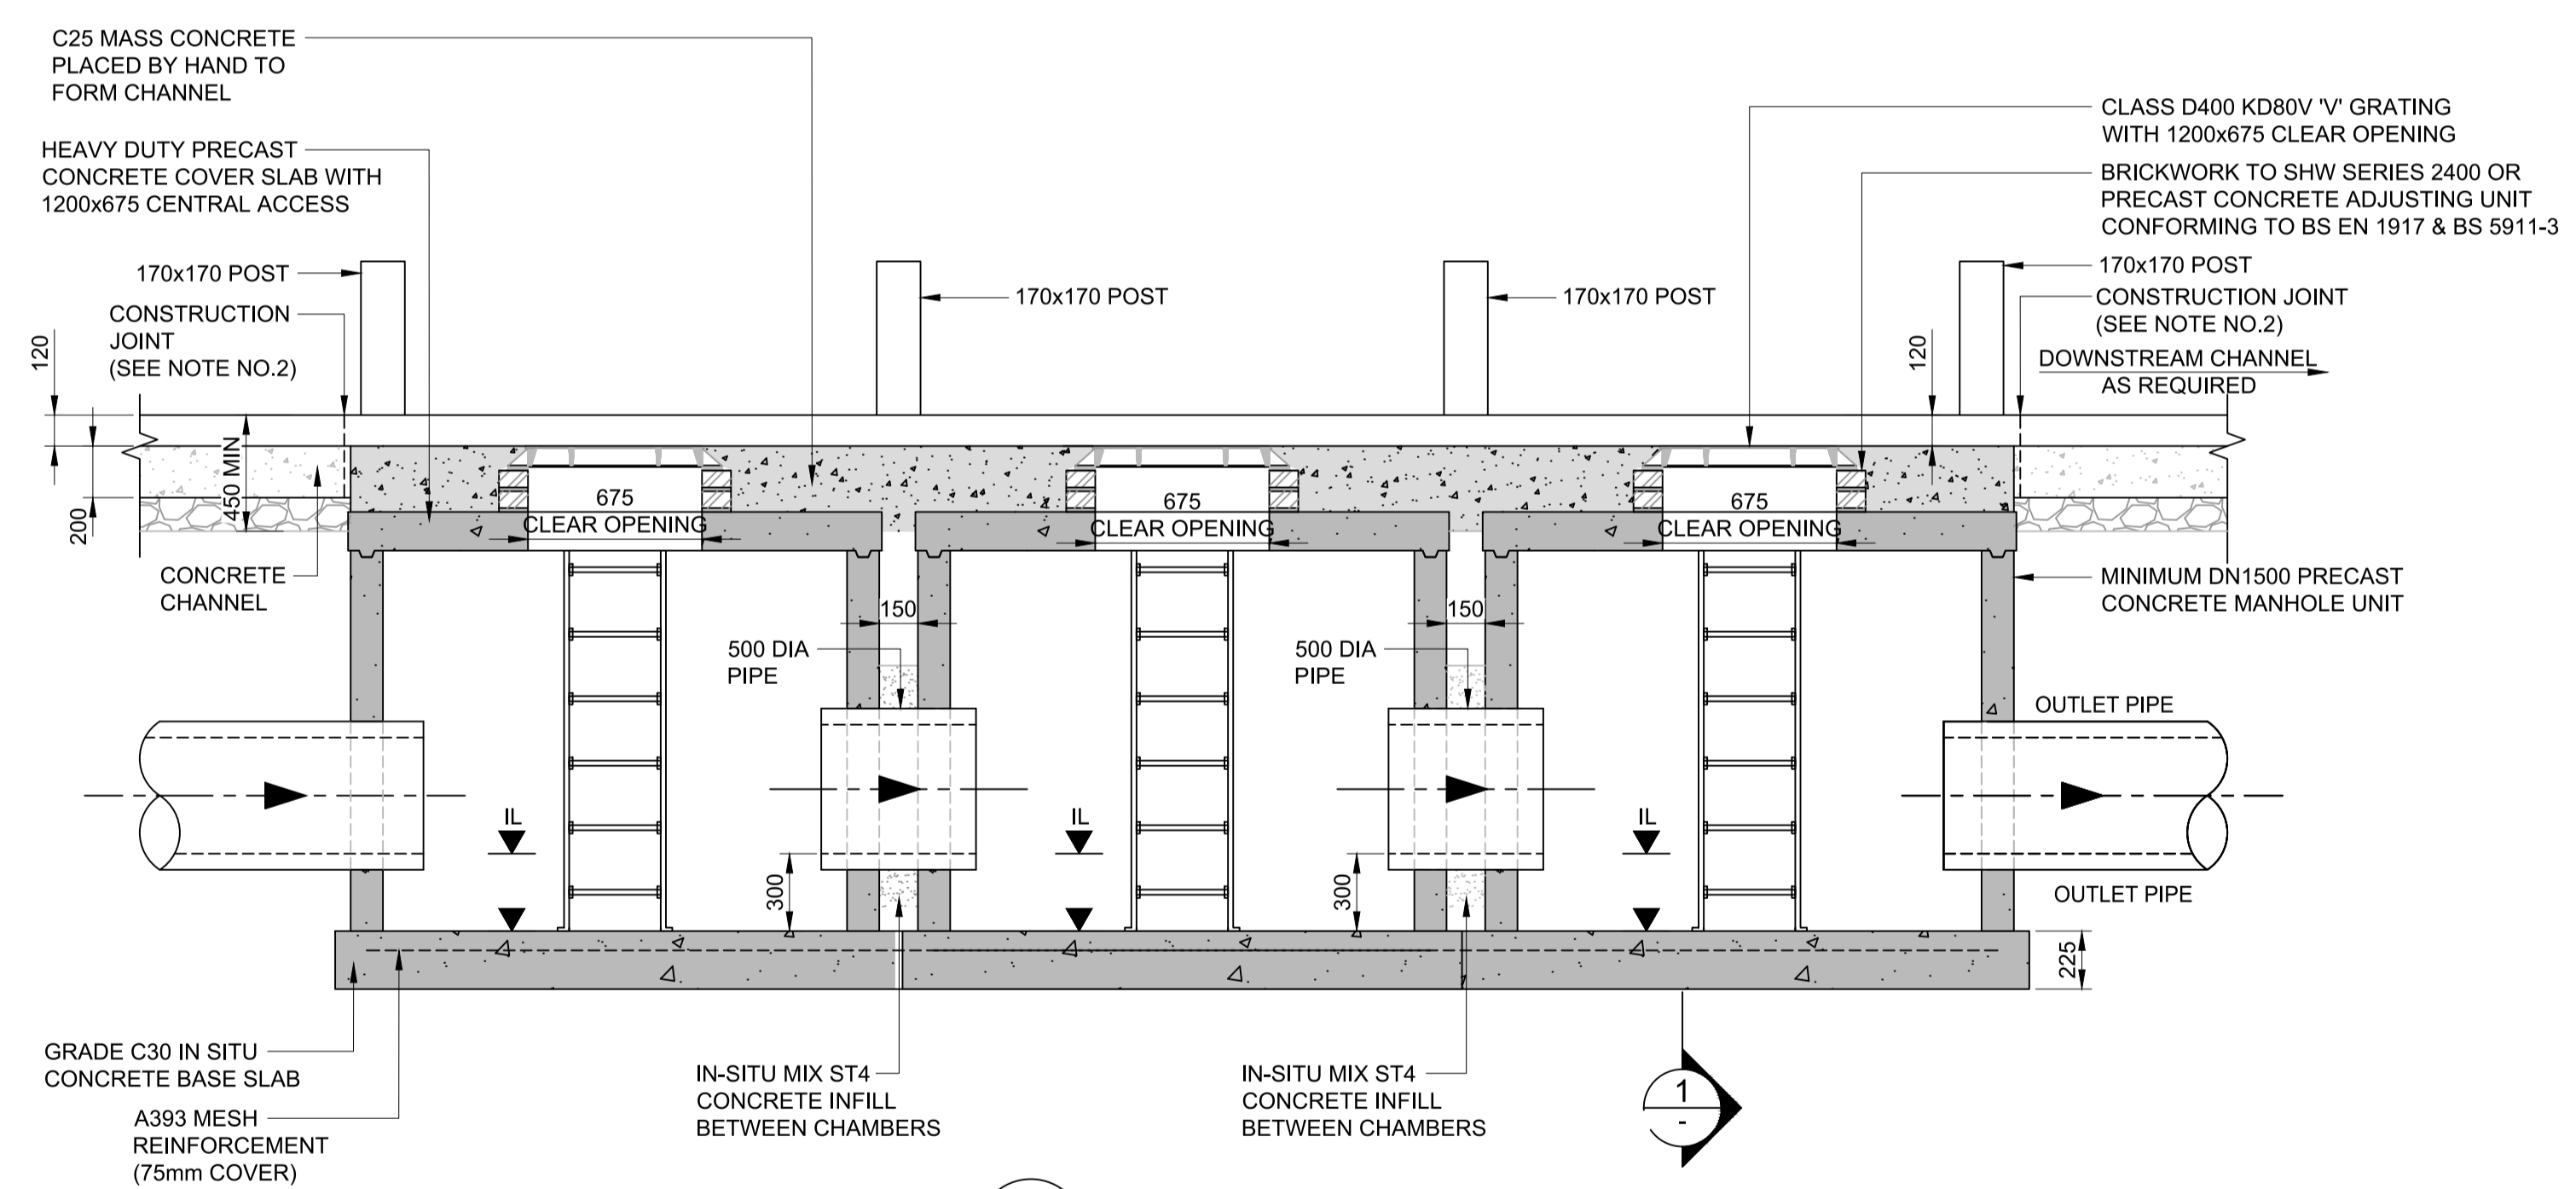 C25 MASS CONCRETE
PLACED BY HAND TO
FORM CHANNEL
HEAVY DUTY PRECAST
CONCRETE COVER SLAB WITH
1200x675 CENTRAL ACCESS
CLASS D400 KD80V 'V' GRATING
WITH 1200x675 CLEAR OPENING
BRICKWORK TO SHW SERIES 2400 OR
PRECAST CONCRETE ADJUSTING UNIT
CONFORMING TO BS EN 1917 & BS 5911-3
170x170 POST
170x170 POST
170x170 POST
170x170 POST
CONSTRUCTION
JOINT
(SEE NOTE NO.2)
CONSTRUCTION JOINT
(SEE NOTE NO.2)
DOWNSTREAM CHANNEL
AS REQUIRED
120
120
200
450 MIN
675
CLEAR OPENING
675
CLEAR OPENING
675
CLEAR OPENING
CONCRETE
CHANNEL
MINIMUM DN1500 PRECAST
CONCRETE MANHOLE UNIT
150
150
500 DIA
PIPE
500 DIA
PIPE
OUTLET PIPE
IL
IL
IL
300
300
OUTLET PIPE
225
GRADE C30 IN SITU
CONCRETE BASE SLAB
A393 MESH
REINFORCEMENT
(75mm COVER)
IN-SITU MIX ST4
CONCRETE INFILL
BETWEEN CHAMBERS
IN-SITU MIX ST4
CONCRETE INFILL
BETWEEN CHAMBERS
1
-